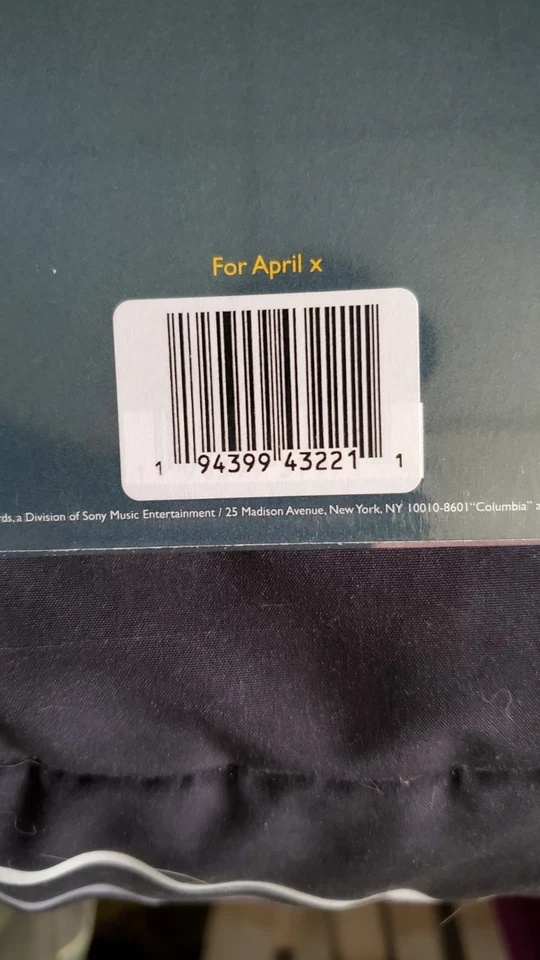 For April x
1 94399 43221 1
a Division of Sony Music Entertainment / 25 Madison Avenue, New York, NY 10010-8601 "Columbia"